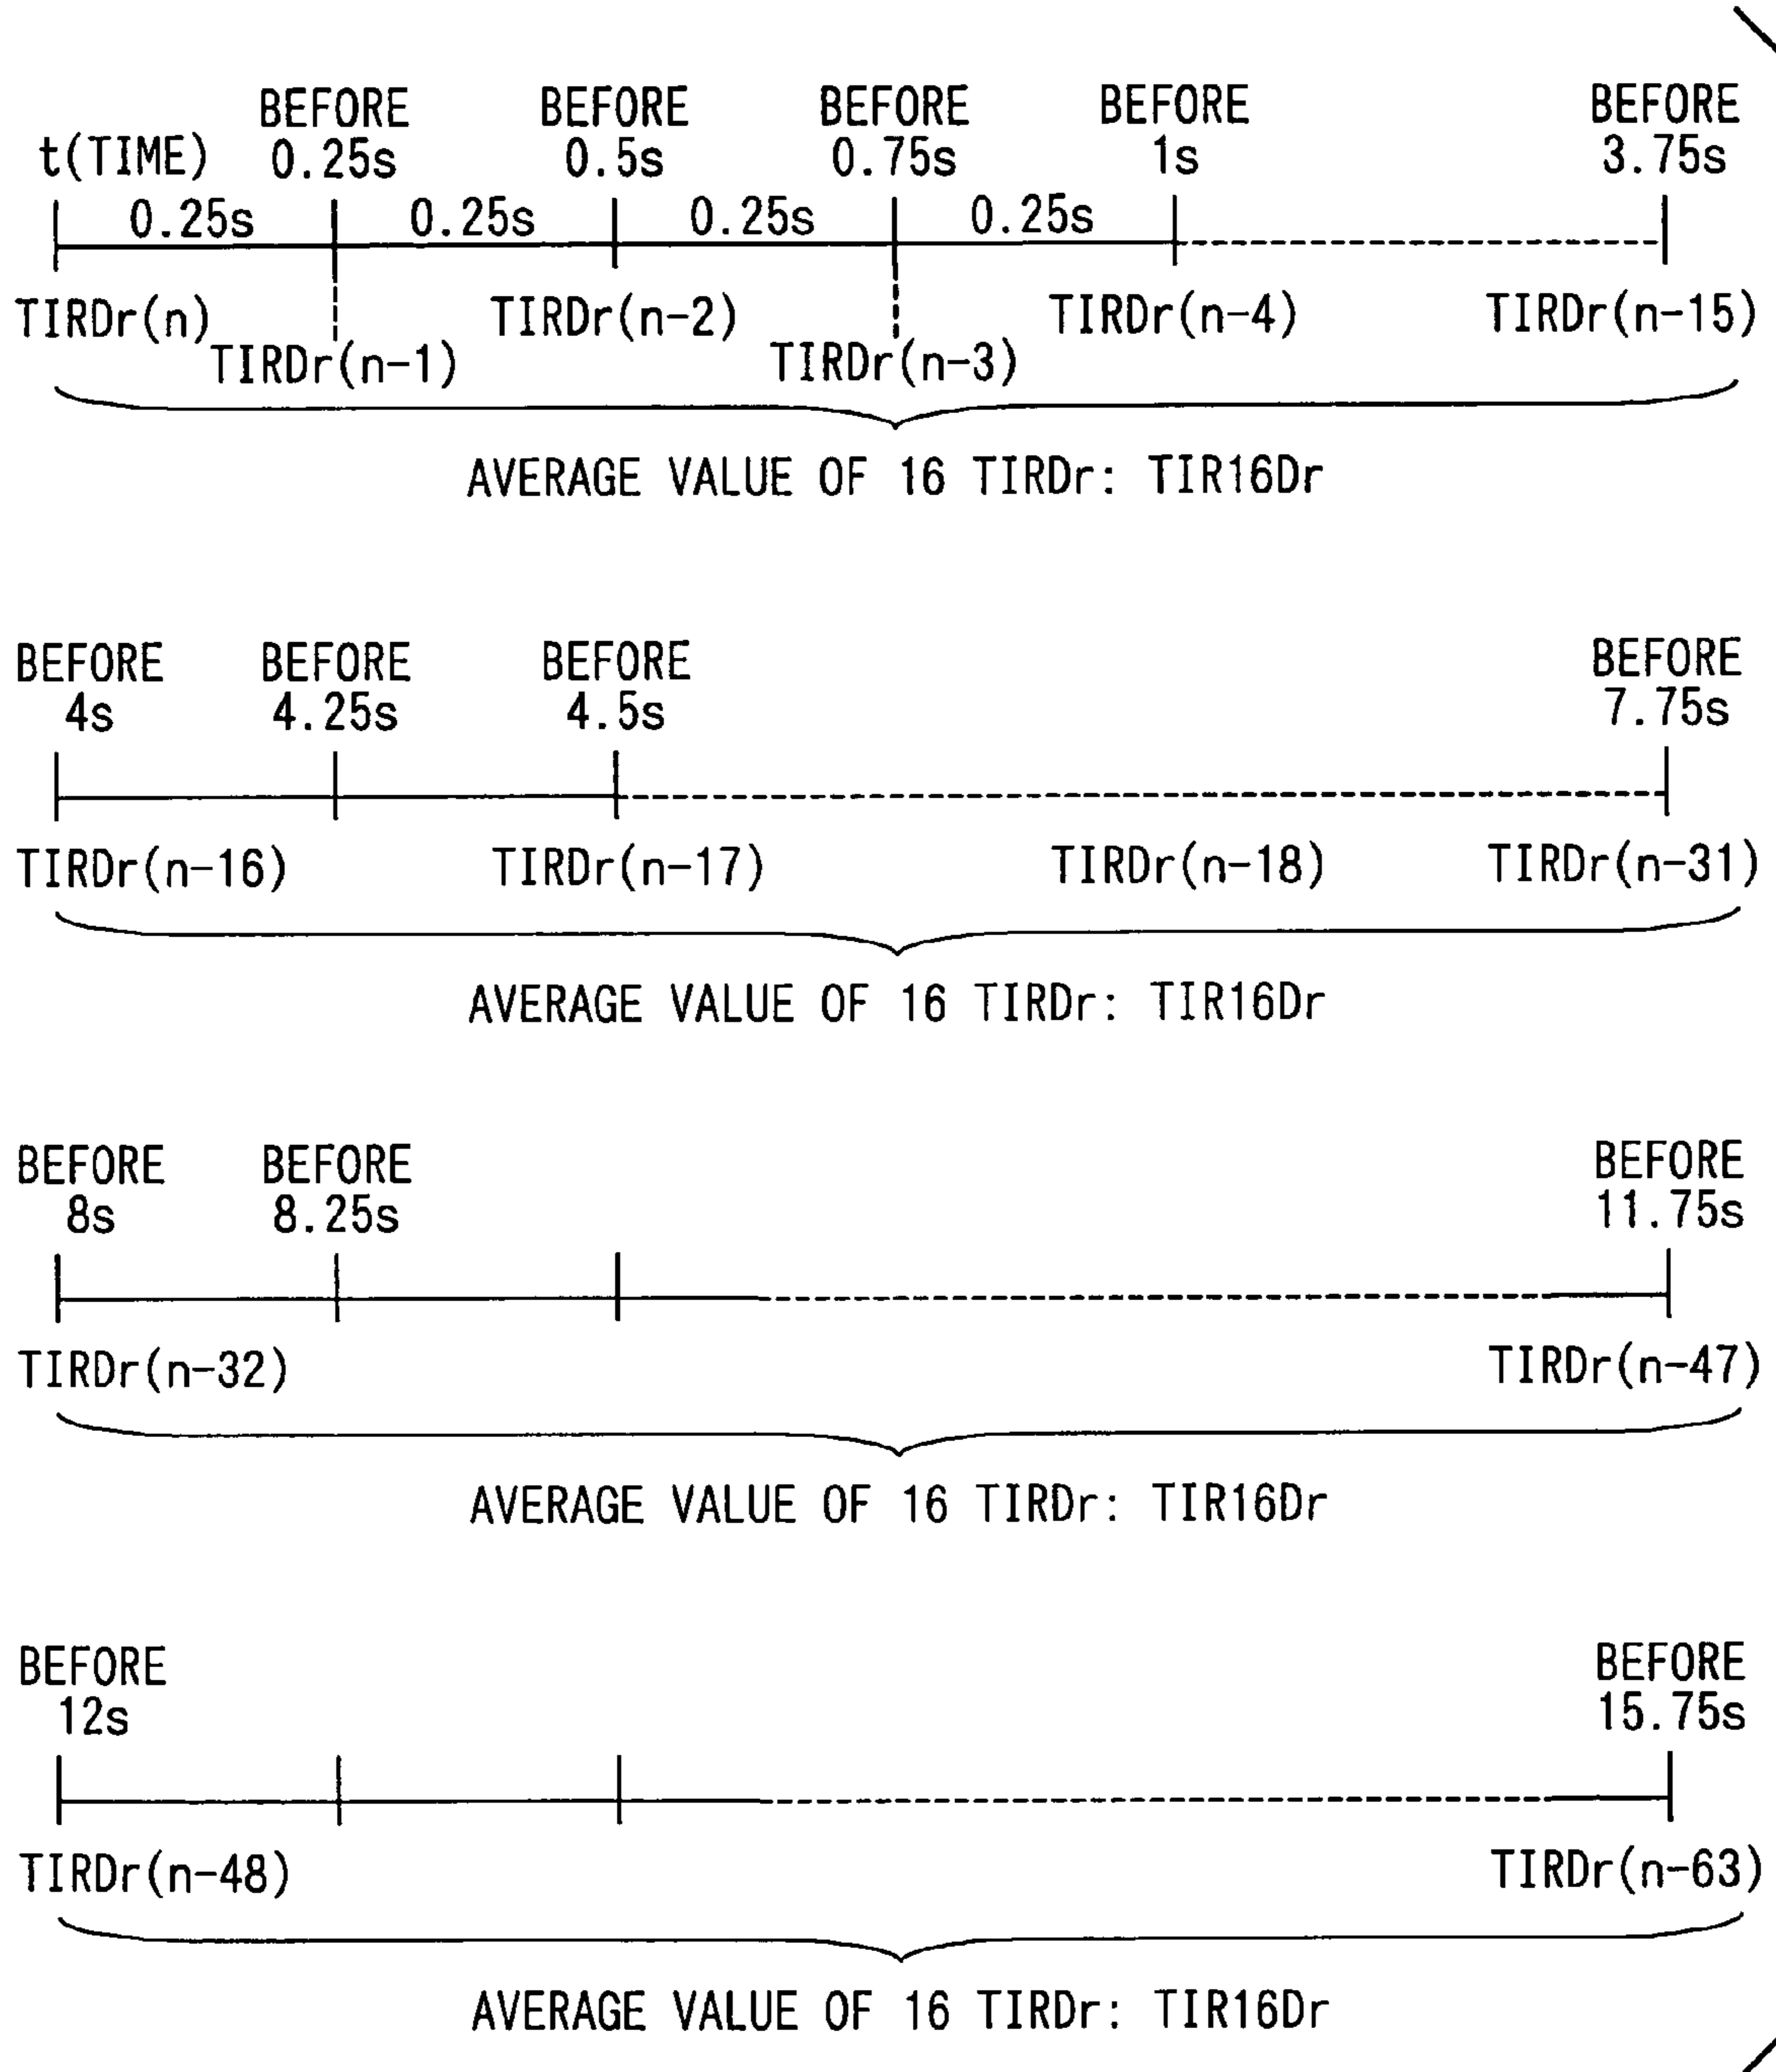 BEFORE BEFORE BEFORE BEFORE BEFORE
t(TIME) 0.25s 0.5s 0.75s 1s 3.75s
0.25s 0.25s 0.25s 0.25s
TIRDr(n) TIRDr(n-2) TIRDr(n-4) TIRDr(n-15)
TIRDr(n-1) TIRDr(n-3)
AVERAGE VALUE OF 16 TIRDr: TIR16Dr
BEFORE BEFORE BEFORE BEFORE
4s 4.25s 4.5s 7.75s
TIRDr(n-16) TIRDr(n-17) TIRDr(n-18) TIRDr(n-31)
AVERAGE VALUE OF 16 TIRDr: TIR16Dr
BEFORE BEFORE BEFORE
8s 8.25s 11.75s
TIRDr(n-32) TIRDr(n-47)
AVERAGE VALUE OF 16 TIRDr: TIR16Dr
BEFORE BEFORE
12s 15.75s
TIRDr(n-48) TIRDr(n-63)
AVERAGE VALUE OF 16 TIRDr: TIR16Dr